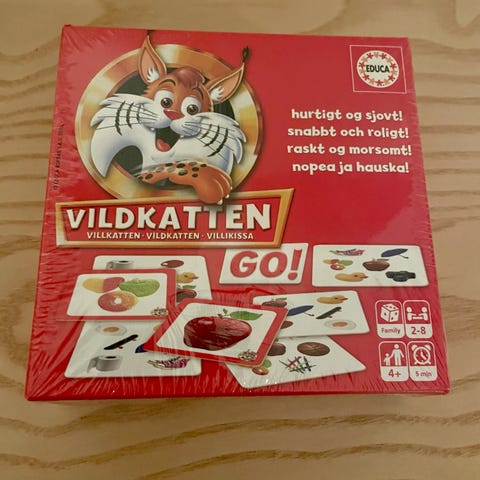 EDUCA
hurtigt og sjovt!
snabbt och roligt!
raskt og morsomt!
nopea ja hauska!
VILDKATTEN
VILLKATTEN · VILDKATTEN · VILLIKISSA
GO!
Family
2-8
4+
5 min